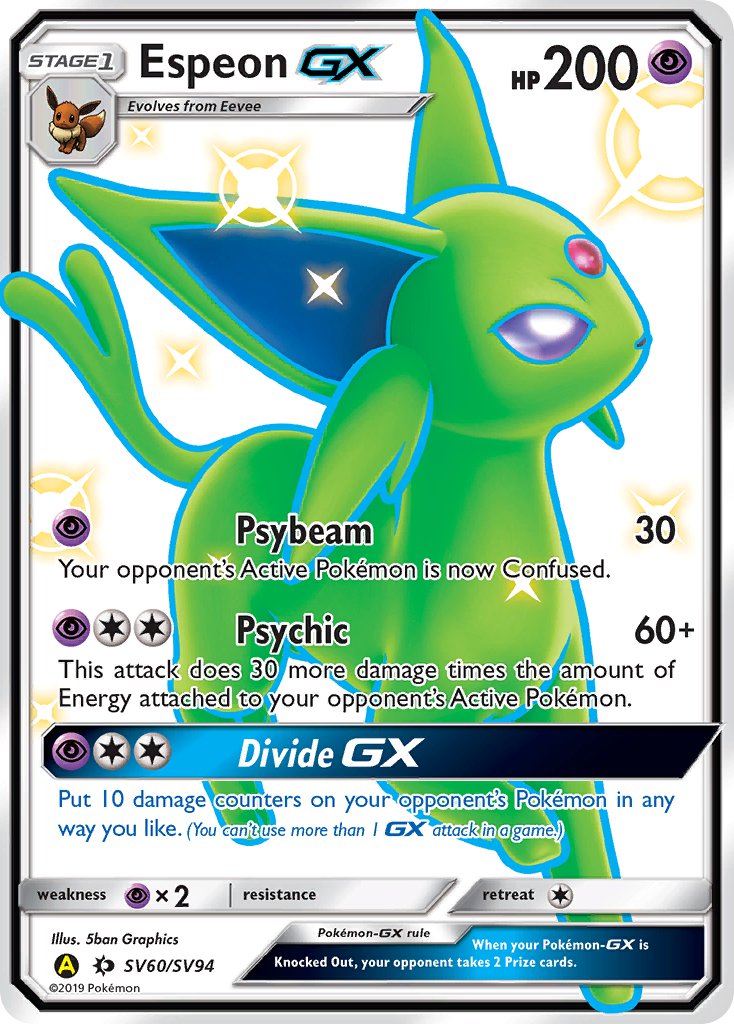 STAGE1
Espeon GX
HP 200
Evolves from Eevee
Psybeam 30
Your opponent's Active Pokémon is now Confused.
Psychic 60+
This attack does 30 more damage times the amount of
Energy attached to your opponent's Active Pokémon.
Divide GX
Put 10 damage counters on your opponent's Pokémon in any
way you like. (You can't use more than 1 GX attack in a game.)
weakness ×2 resistance retreat
Illus. 5ban Graphics
Pokémon-GX rule
When your Pokémon-GX is
Knocked Out, your opponent takes 2 Prize cards.
A SV60/SV94
©2019 Pokémon